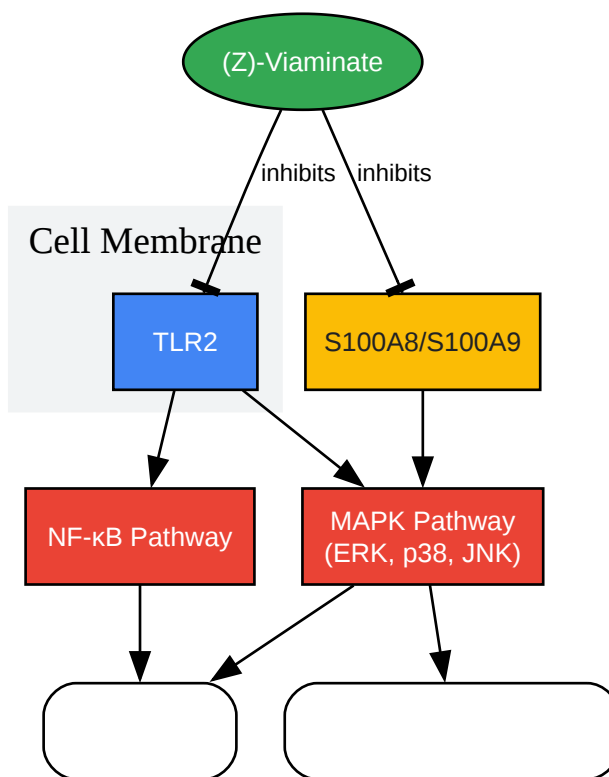 (Z)-Viaminate
inhibits
inhibits
Cell Membrane
TLR2
S100A8/S100A9
NF-κB Pathway
MAPK Pathway
(ERK, p38, JNK)